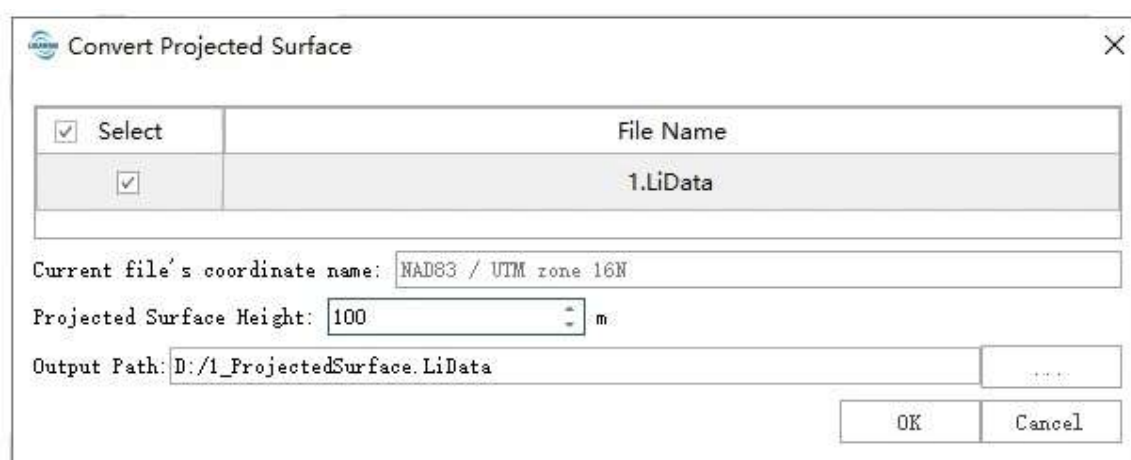 Convert Projected Surface
Select File Name
1.LiData
Current file's coordinate name: NAD83 / UTM zone 16N
Projected Surface Height: 100 m
Output Path: D:/1_ProjectedSurface.LiData ...
OK Cancel